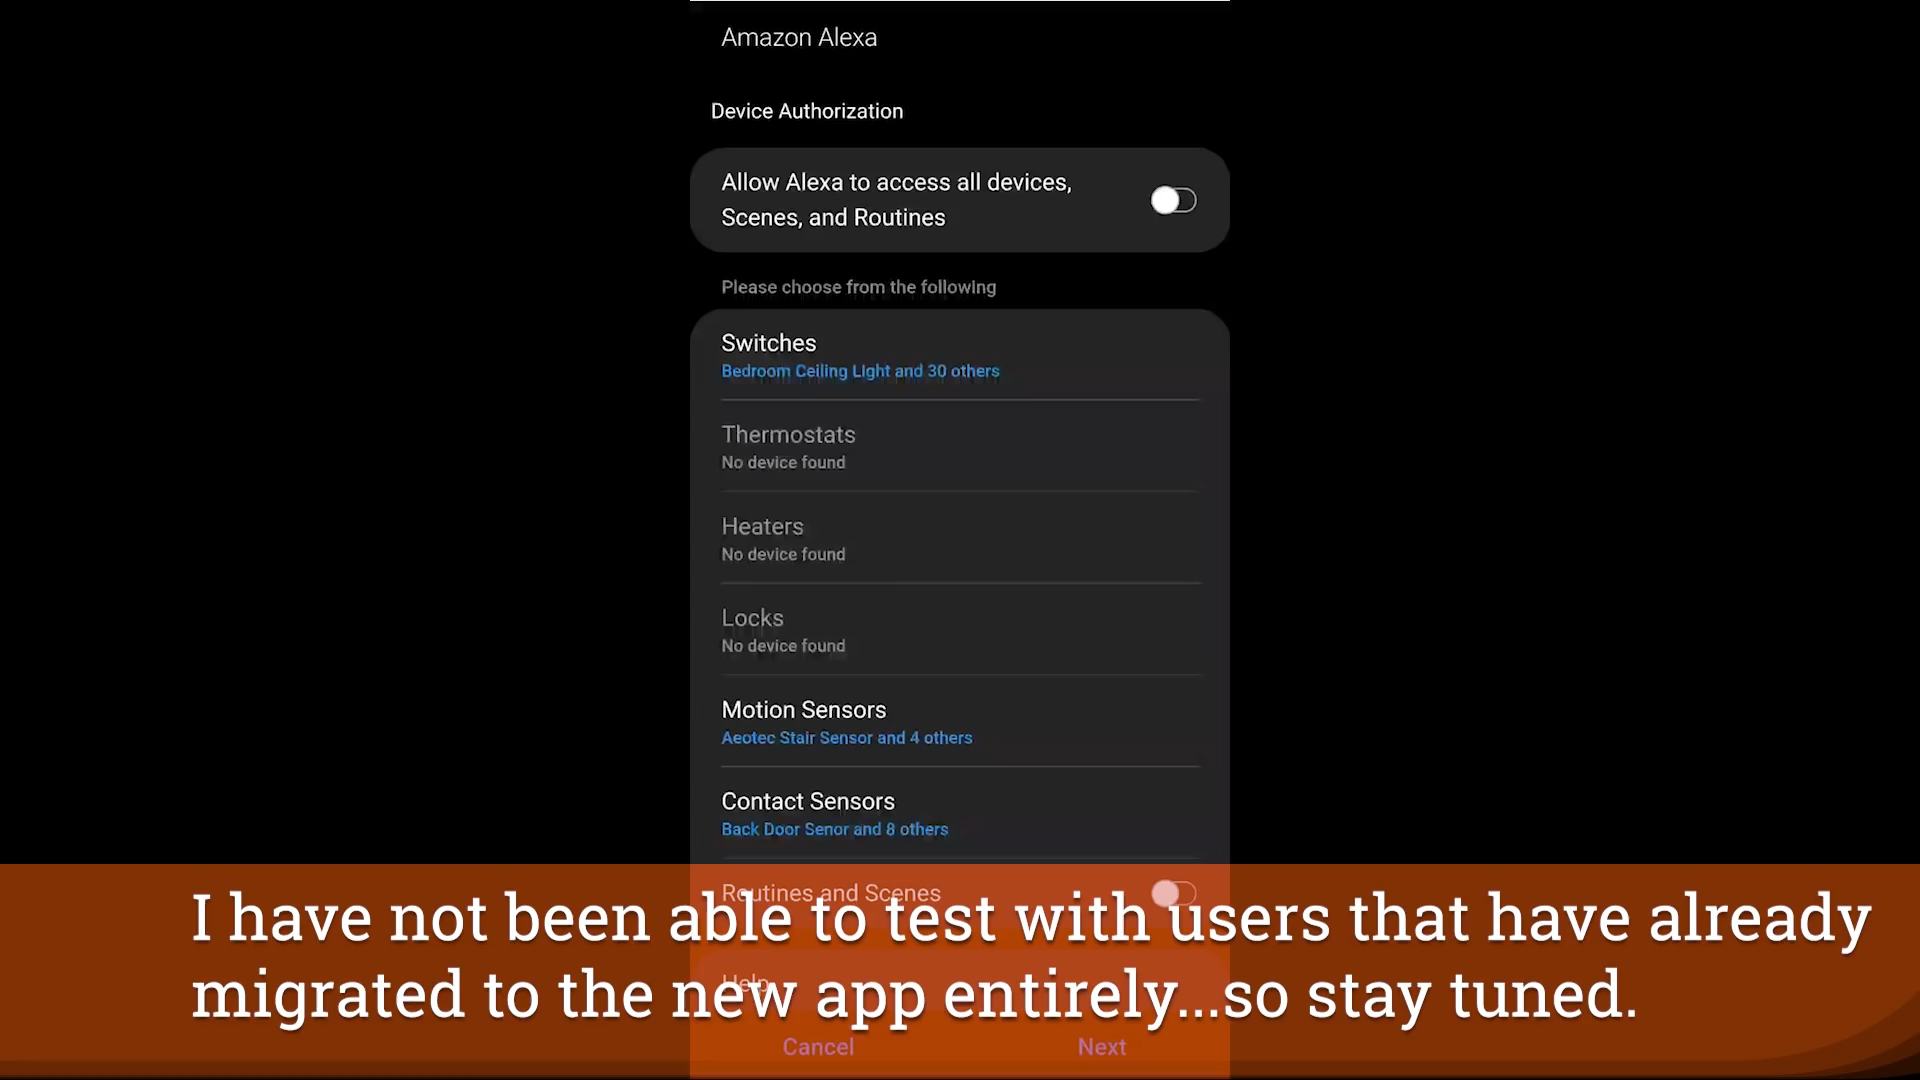 Amazon Alexa
Device Authorization
Allow Alexa to access all devices,
Scenes, and Routines
Please choose from the following
Switches
Bedroom Ceiling Light and 30 others
Thermostats
No device found
Heaters
No device found
Locks
No device found
Motion Sensors
Aeotec Stair Sensor and 4 others
Contact Sensors
Back Door Senor and 8 others
Routines and Scenes
I have not been able to test with users that have already
Help
migrated to the new app entirely...so stay tuned.
Cancel
Next